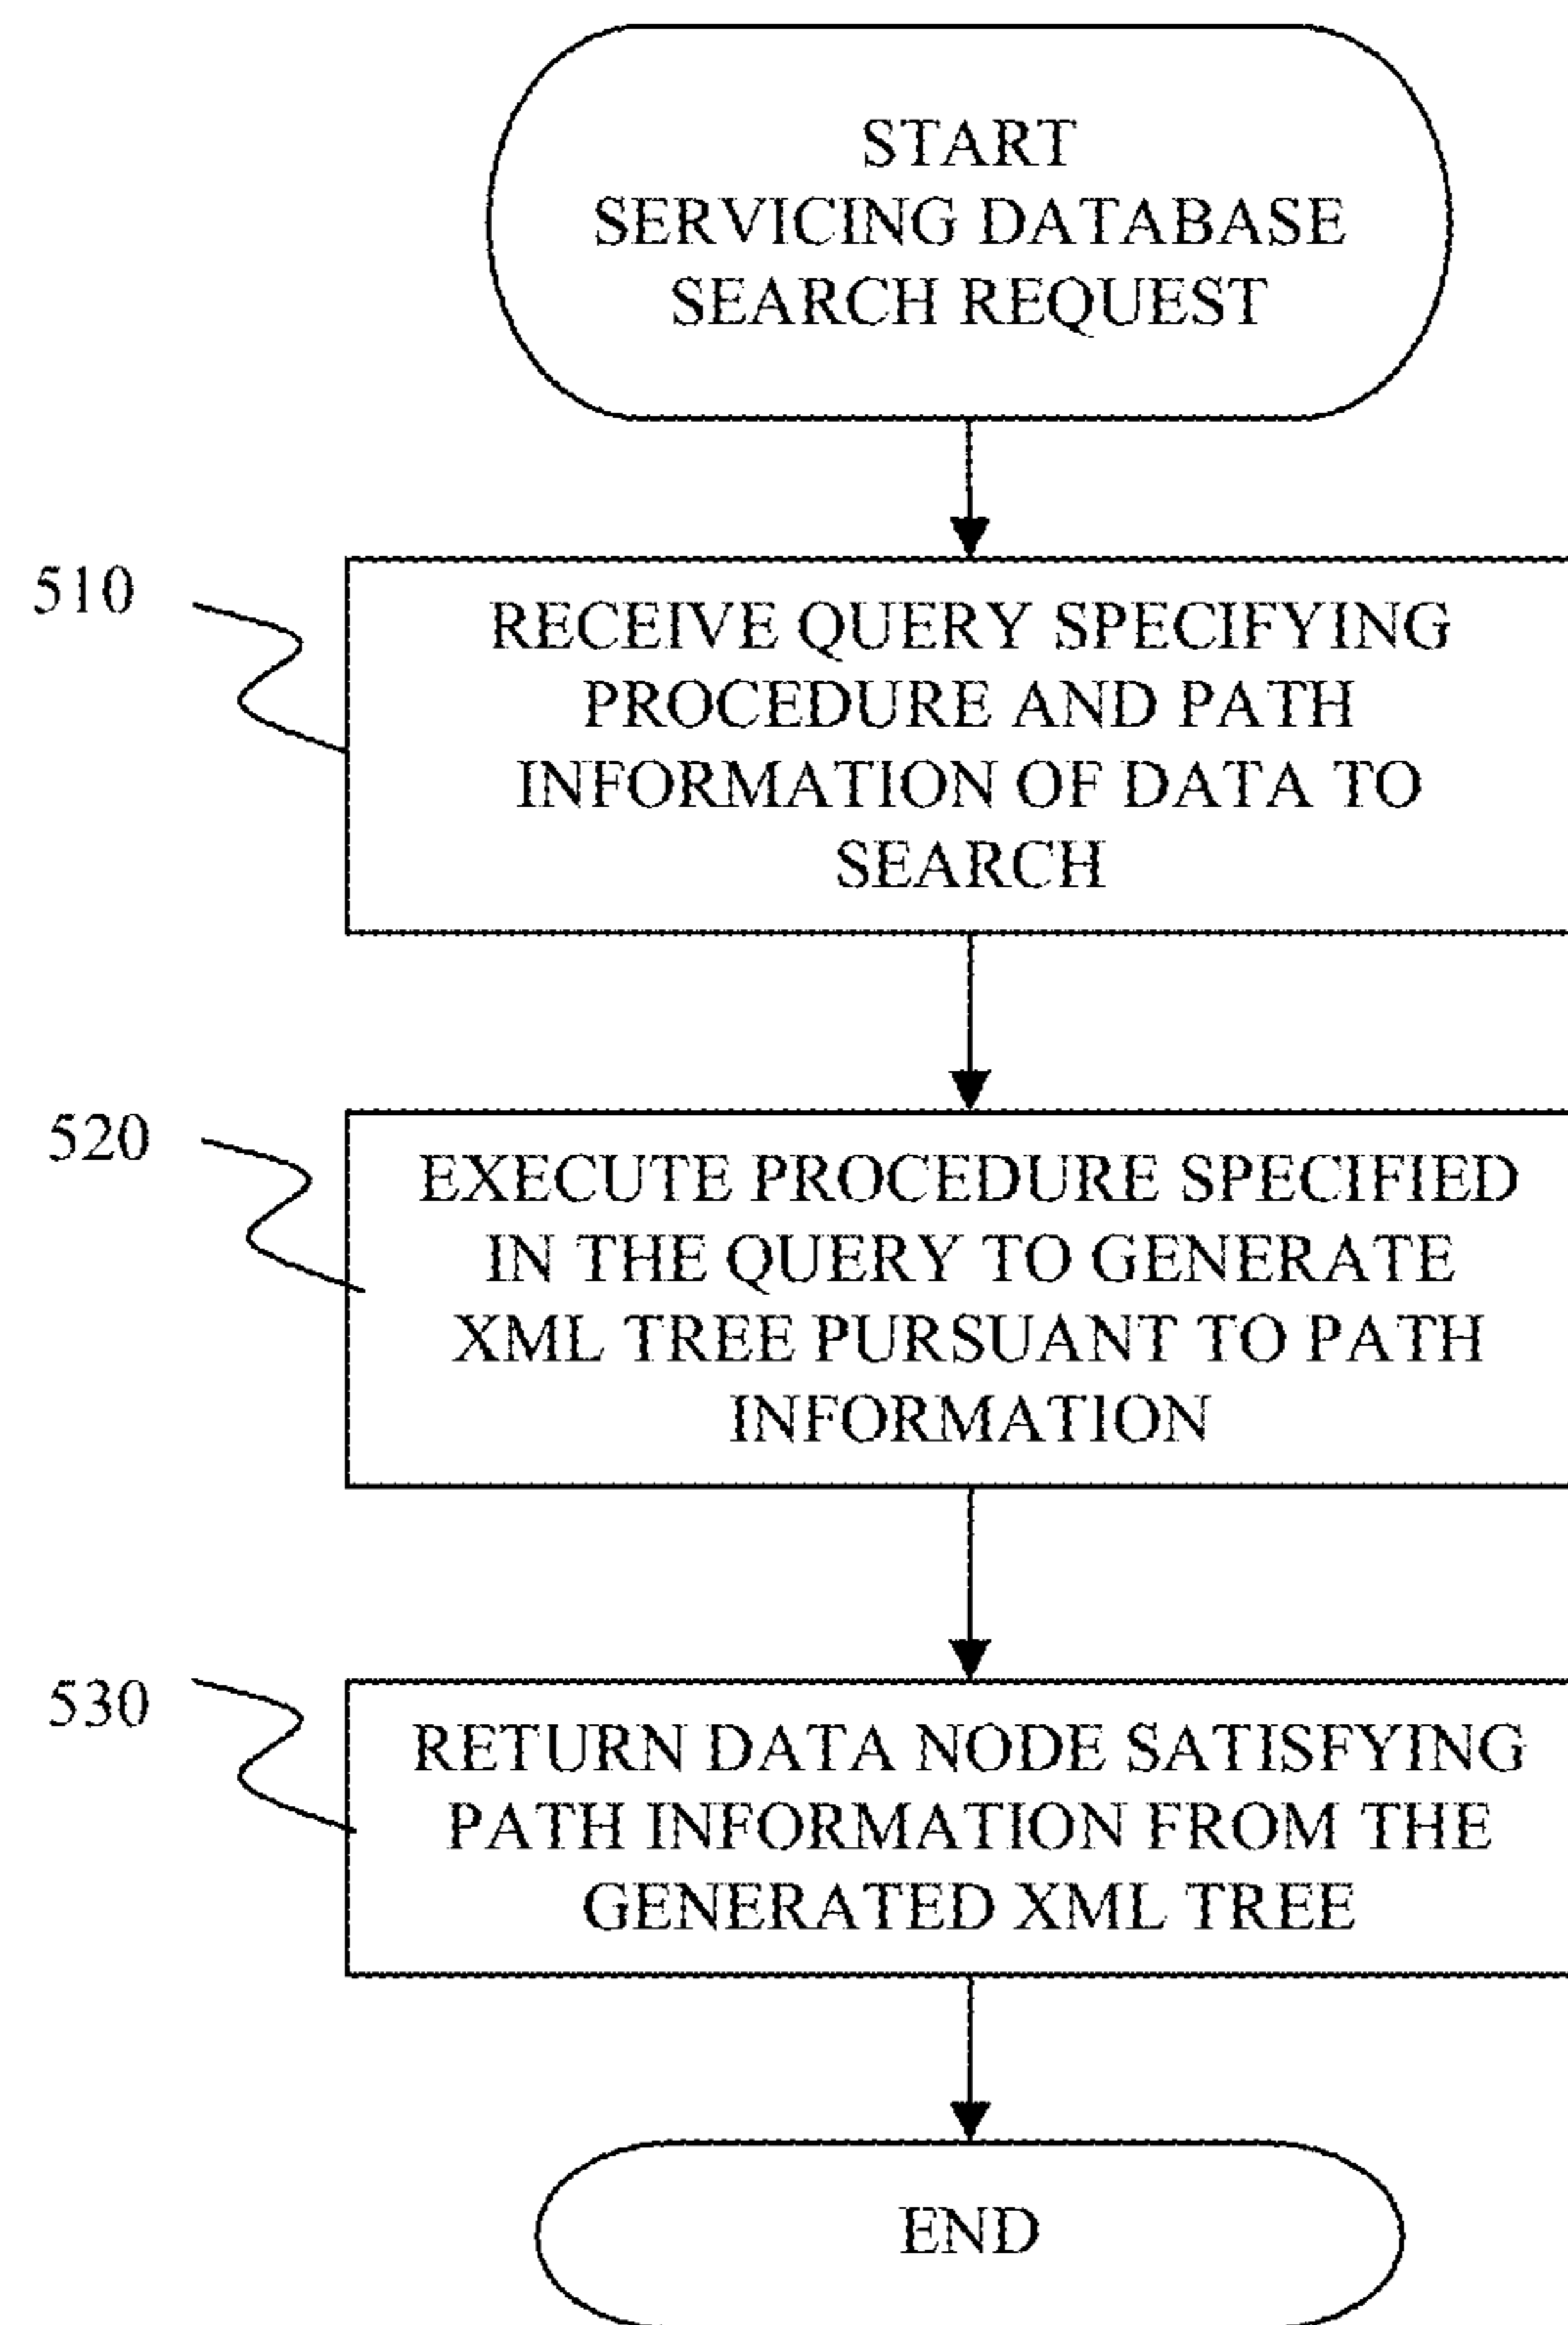 START
SERVICING DATABASE
SEARCH REQUEST
510
RECEIVE QUERY SPECIFYING
PROCEDURE AND PATH
INFORMATION OF DATA TO
SEARCH
520
EXECUTE PROCEDURE SPECIFIED
IN THE QUERY TO GENERATE
XML TREE PURSUANT TO PATH
INFORMATION
530
RETURN DATA NODE SATISFYING
PATH INFORMATION FROM THE
GENERATED XML TREE
END